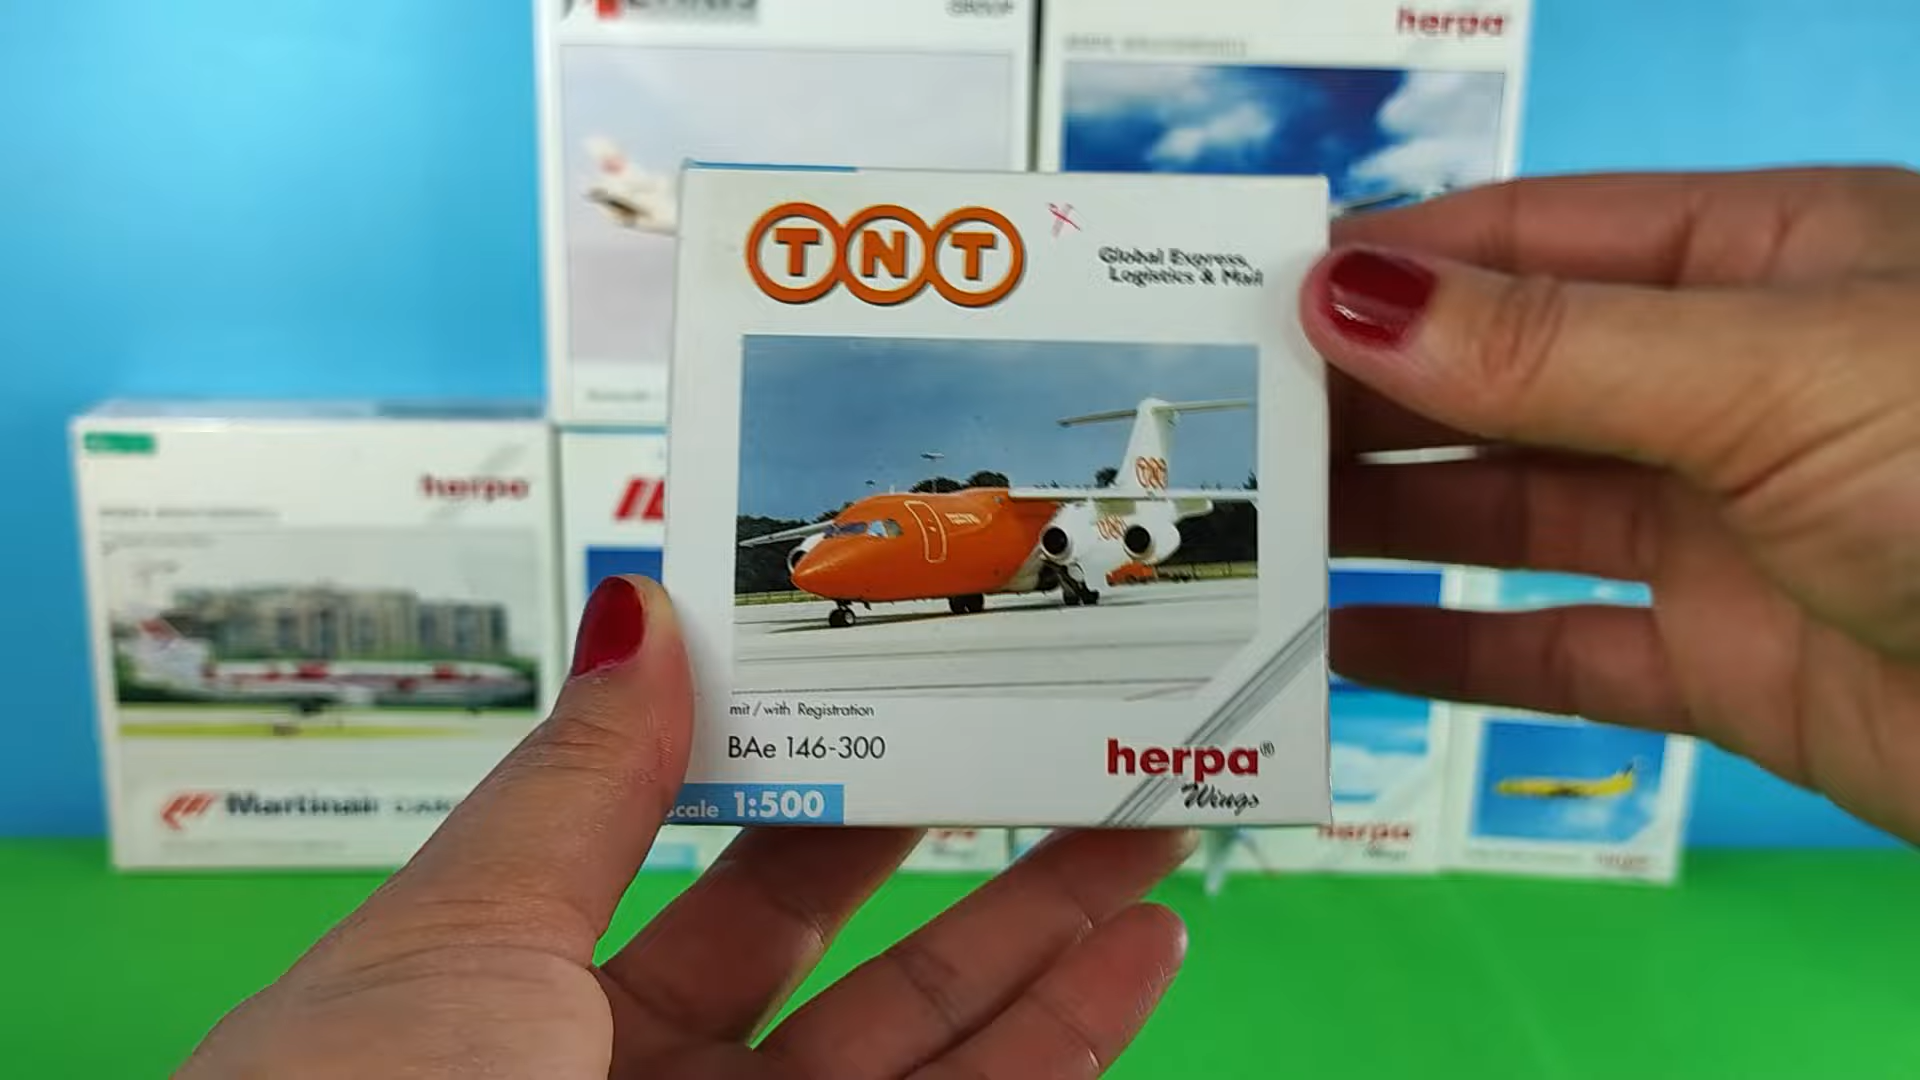 herpa
TNT
Global Express,
Logistics & Mail
TNT
herpa
mit / with Registration
BAe 146-300
herpa®
Wings
scale 1:500
Martinair
herpa